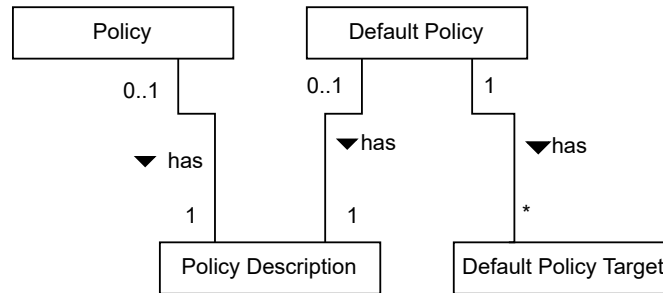 Policy
Default Policy
0..1
0..1
1
has
has
has
1
1
*
Policy Description
Default Policy Target